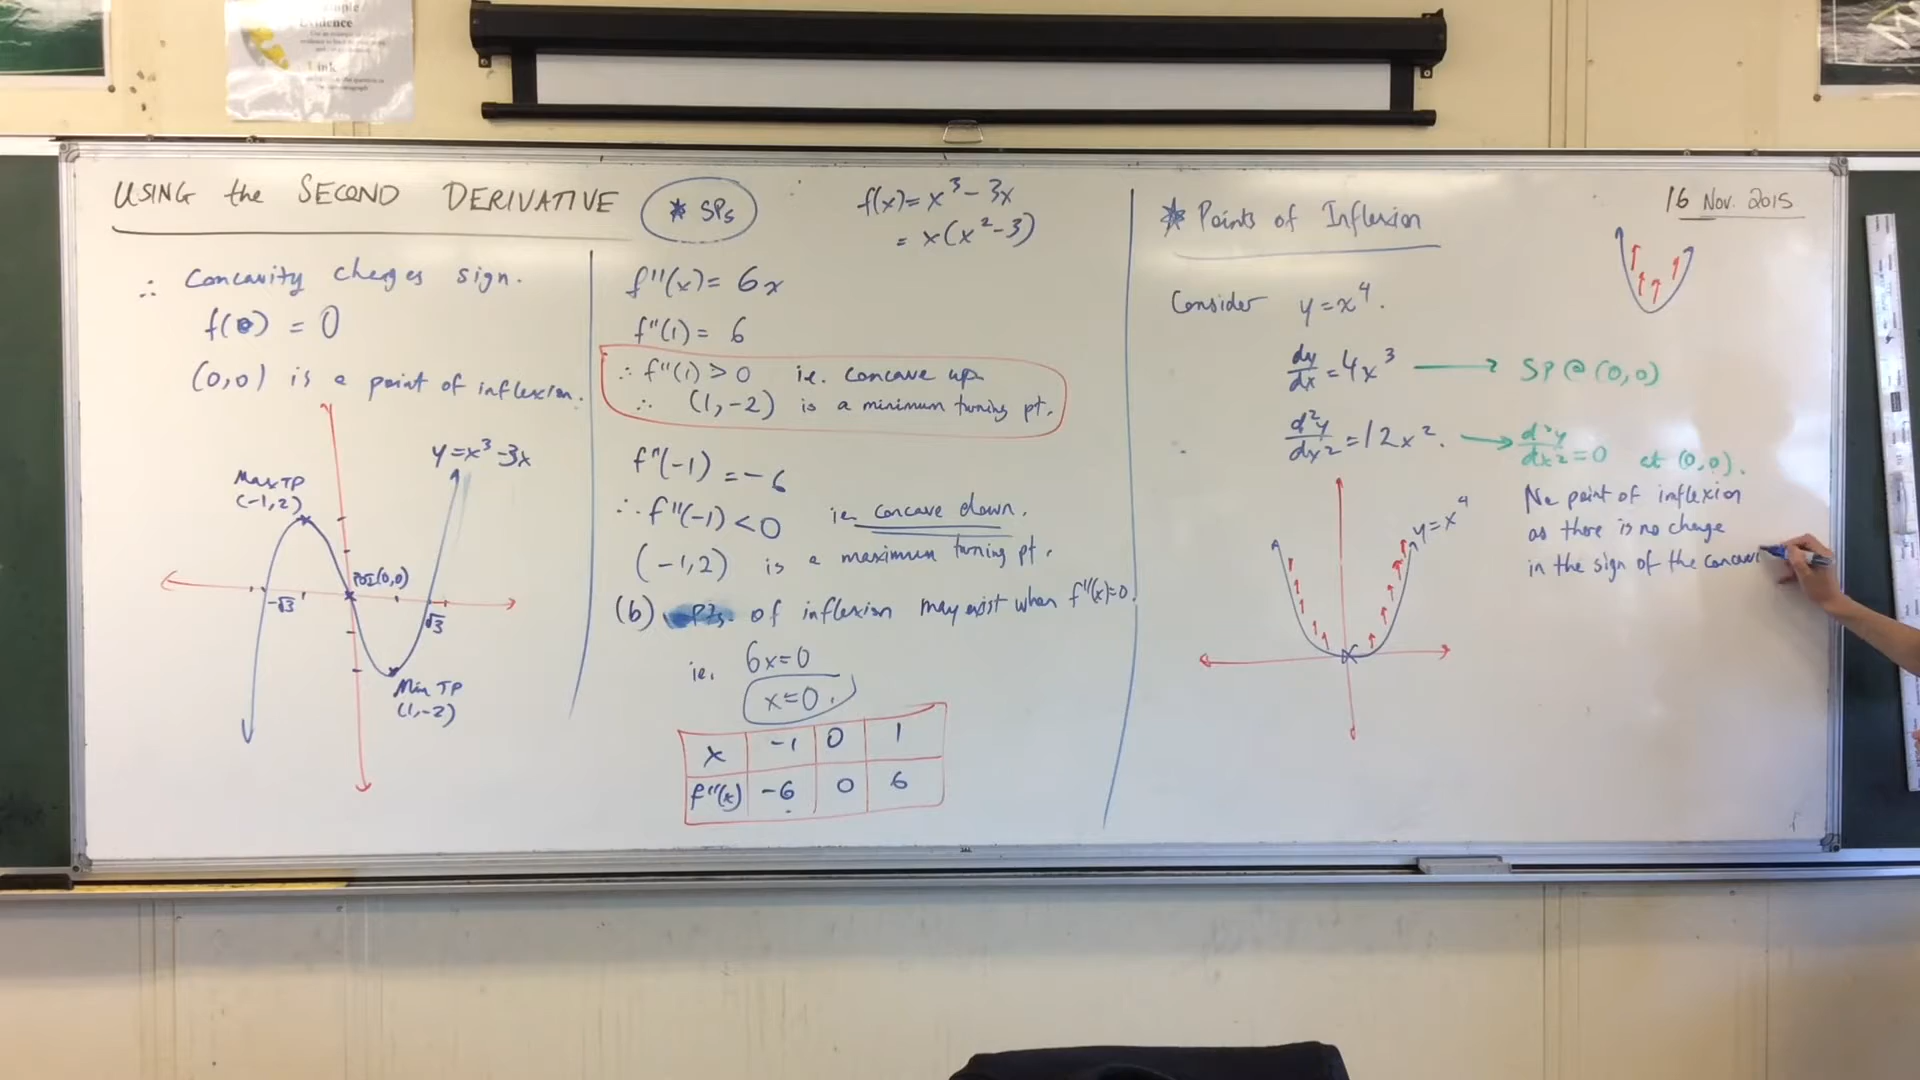 USING the SECOND DERIVATIVE
* SPs
∴ Concavity changes sign.
f(0) = 0
(0,0) is a point of inflexion.
y=x³-3x
Max TP
(-1,2)
POI(0,0)
-√3
√3
Min TP
(1,-2)
f(x)= x³-3x
= x(x²-3)
f''(x)= 6x
f''(1)= 6
∴ f''(1) > 0 ie. concave up
∴ (1,-2) is a minimum turning pt.
f''(-1) = -6
∴ f''(-1) < 0 ie. concave down.
(-1,2) is a maximum turning pt.
(b) Pts. of inflexion may exist when f''(x)=0.
ie. 6x=0
x=0.
x -1 0 1
f''(x) -6 0 6
* Points of Inflexion
16 Nov. 2015
Consider y=x⁴.
dy/dx = 4x³ → SP @ (0,0)
d²y/dx² = 12x². → d²y/dx² = 0 at (0,0).
No point of inflexion
as there is no change
in the sign of the concavi
y=x⁴
Evidence
Link